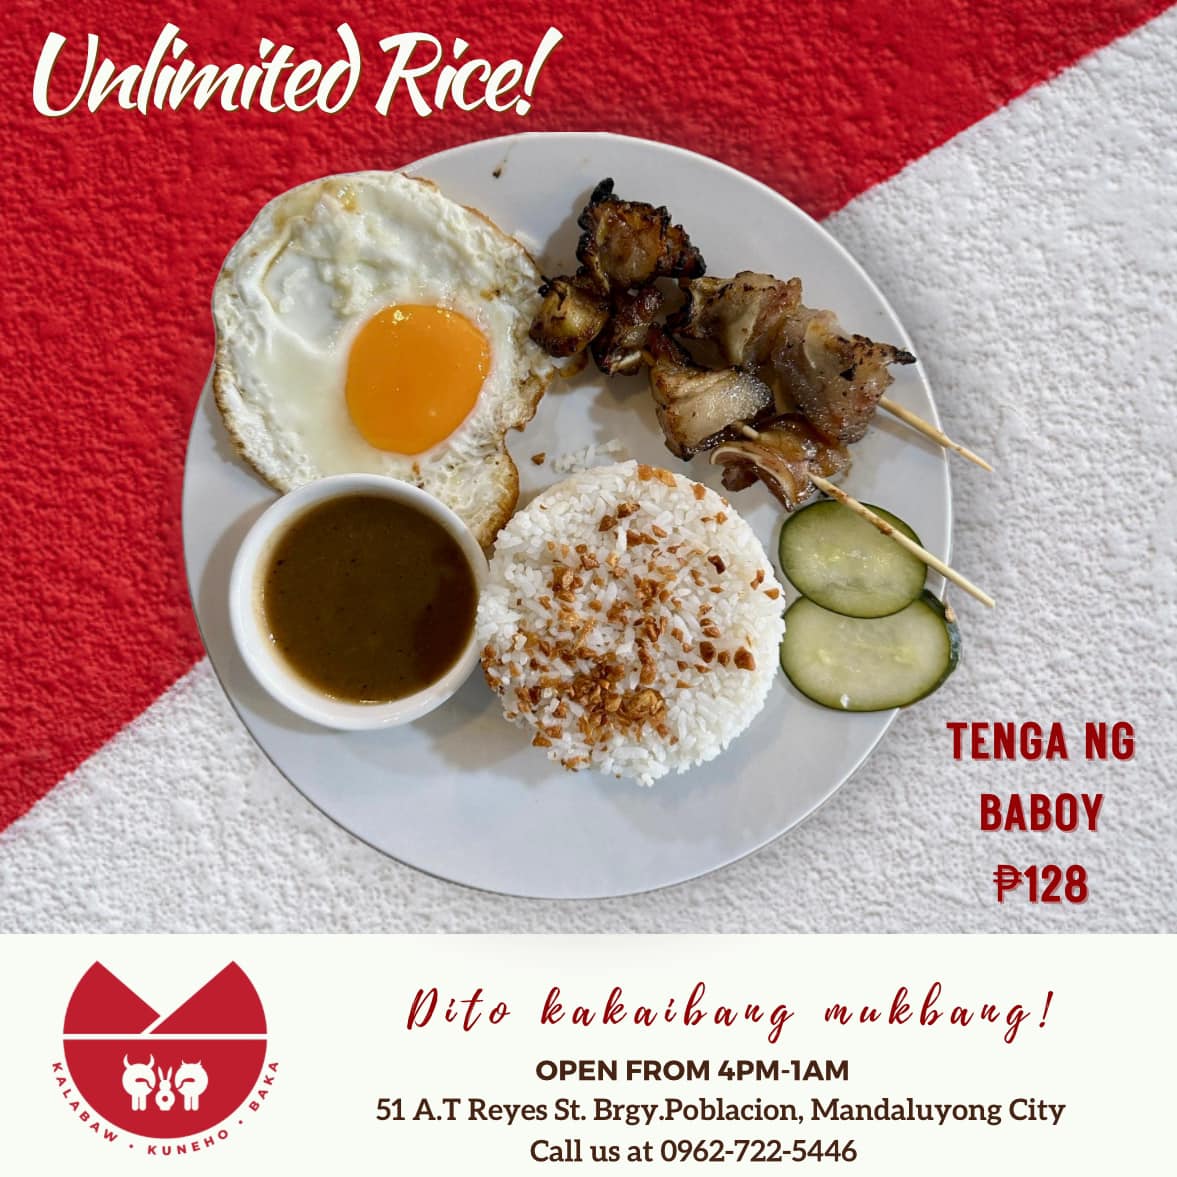 Unlimited Rice!
TENGA NG
BABOY
₱128
Dito kakaibang mukbang!
OPEN FROM 4PM-1AM
51 A.T Reyes St. Brgy.Poblacion, Mandaluyong City
Call us at 0962-722-5446
KALABAW · KUNEHO · BAKA